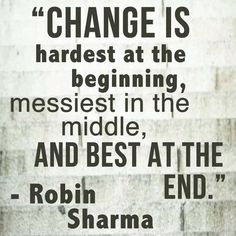 “CHANGE IS
hardest at the
beginning,
messiest in the
middle,
AND BEST AT THE
END.”
- Robin
Sharma